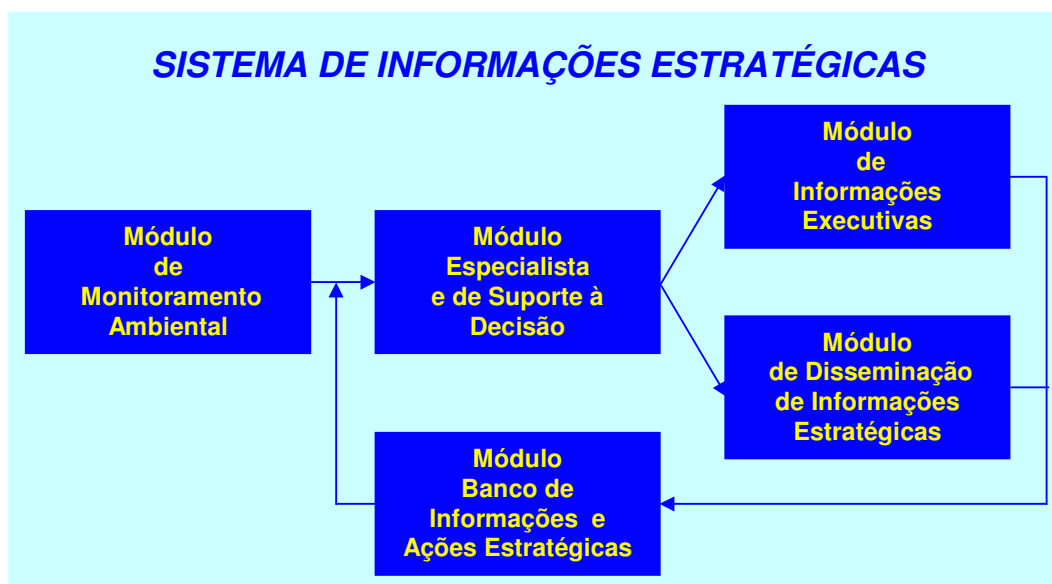 SISTEMA DE INFORMAÇÕES ESTRATÉGICAS
Módulo
de
Monitoramento
Ambiental
Módulo
Especialista
e de Suporte à
Decisão
Módulo
de
Informações
Executivas
Módulo
de Disseminação
de Informações
Estratégicas
Módulo
Banco de
Informações e
Ações Estratégicas